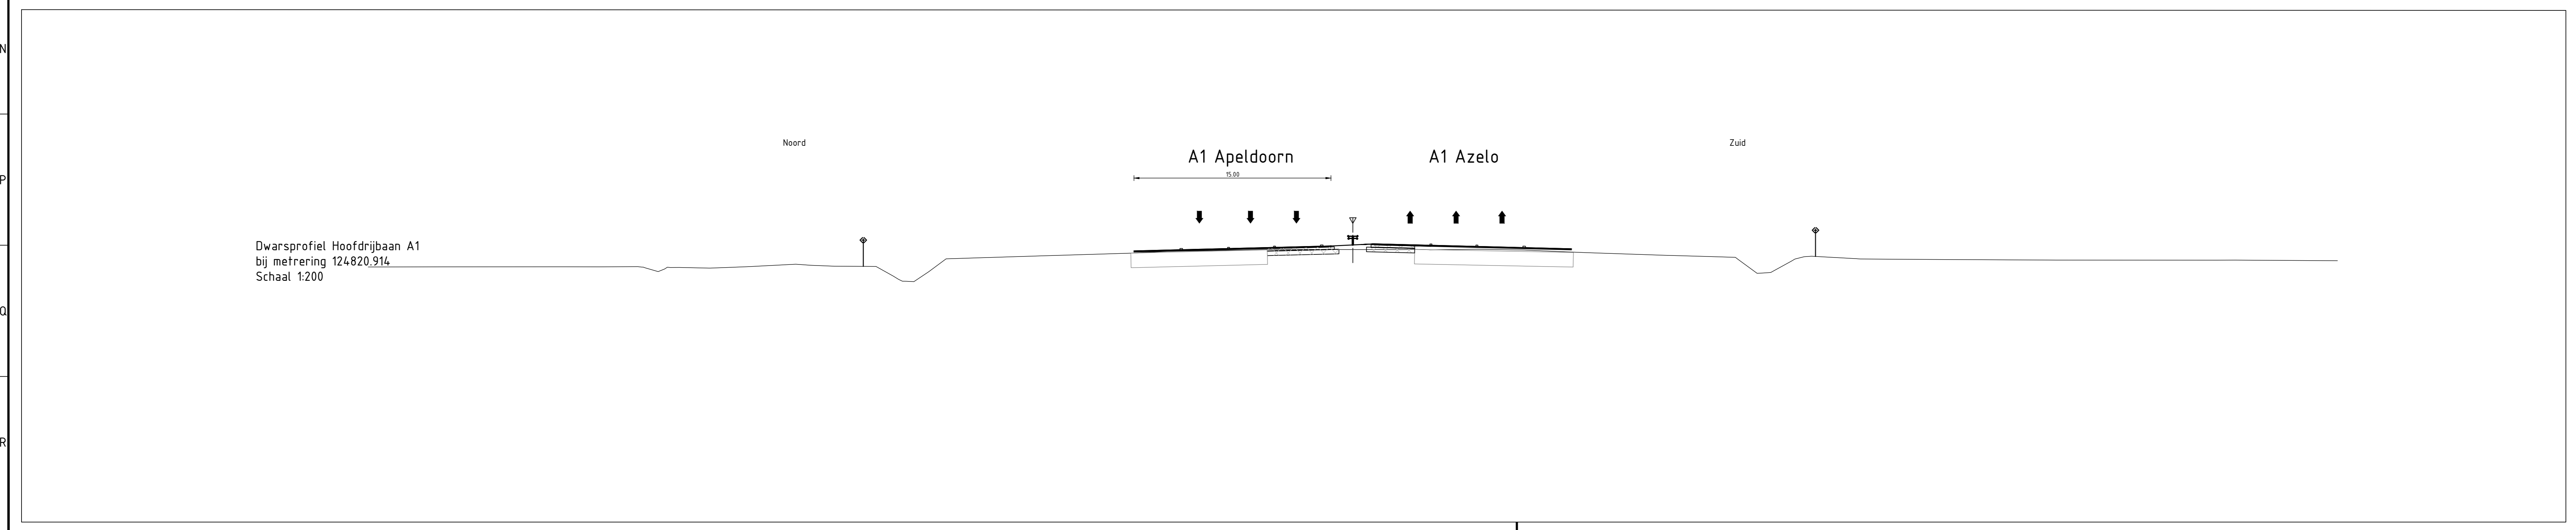 N
Noord
Zuid
A1 Apeldoorn
A1 Azelo
15.00
P
Dwarsprofiel Hoofdrijbaan A1
bij metrering 124820.914
Schaal 1:200
Q
R